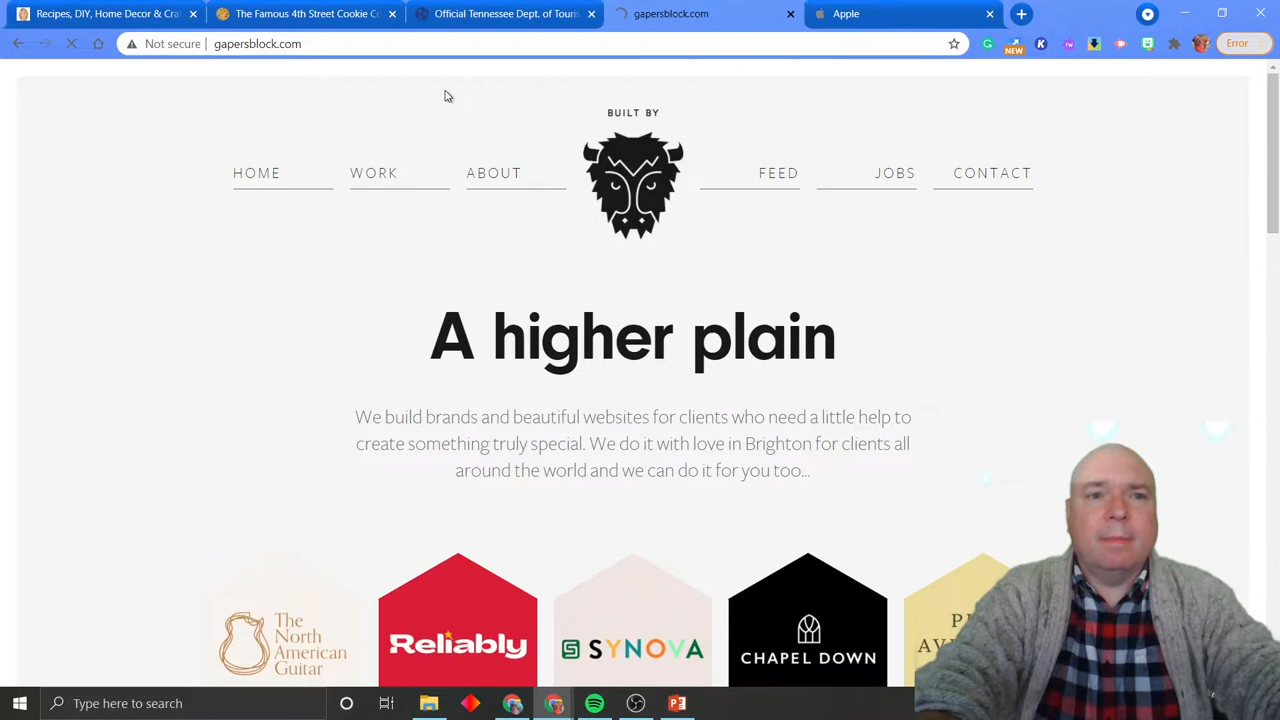 Recipes, DIY, Home Decor & Cra
The Famous 4th Street Cookie Co
Official Tennessee Dept. of Touris
gapersblock.com
Apple
Not secure
gapersblock.com
NEW
Error
BUILT BY
HOME
WORK
ABOUT
FEED
JOBS
CONTACT
A higher plain
We build brands and beautiful websites for clients who need a little help to
create something truly special. We do it with love in Brighton for clients all
around the world and we can do it for you too...
The
North
American
Guitar
Reliably
SYNOVA
CHAPEL DOWN
Type here to search